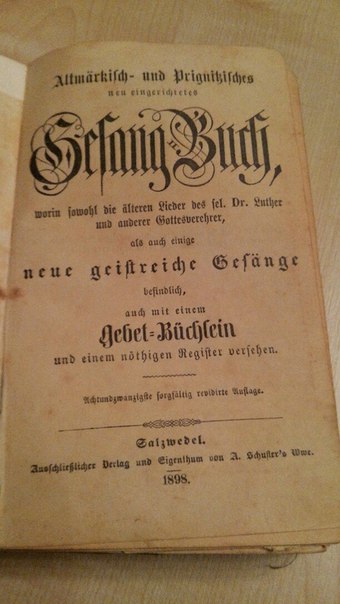 Altmärkisch- und Prignitzisches
neu eingerichtetes
Gesang-Buch,
worin sowohl die älteren Lieder des sel. Dr. Luther
und anderer Gottesverehrer,
als auch einige
neue geistreiche Gesänge
befindlich,
auch mit einem
Gebet-Büchlein
und einem nöthigen Register versehen.
Achtundzwanzigste sorgfältig revidirte Auflage.
Salzwedel.
Ausschließlicher Verlag und Eigenthum von A. Schuster's Wwe.
1898.